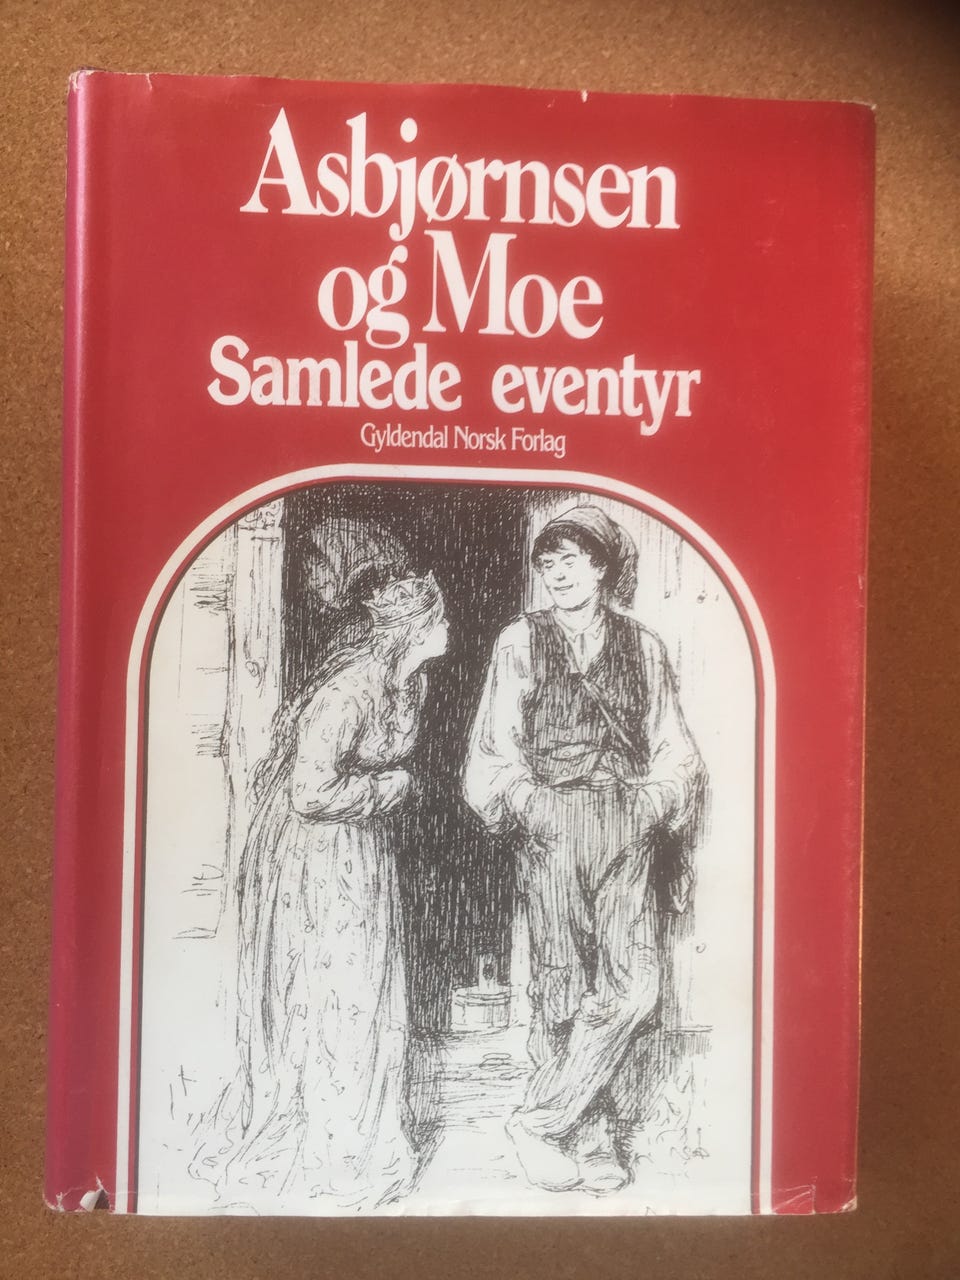 Asbjørnsen
og Moe
Samlede eventyr
Gyldendal Norsk Forlag